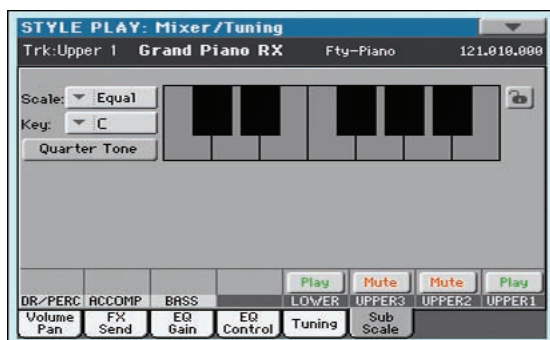 STYLE PLAY: Mixer/Tuning
Trk:Upper 1 Grand Piano RX Fty-Piano 121.010.000
Scale: Equal
Key: C
Quarter Tone
Play Mute Mute Play
DR/PERC ACCOMP BASS LOWER UPPER3 UPPER2 UPPER1
Volume Pan FX Send EQ Gain EQ Control Tuning Sub Scale